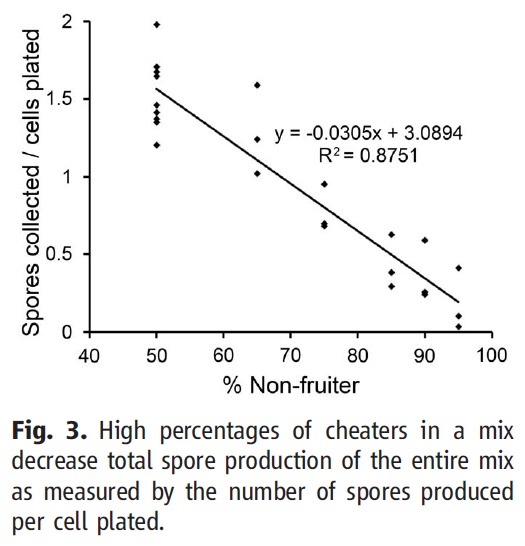 2
1.5
1
0.5
0
Spores collected / cells plated
y = -0.0305x + 3.0894
R² = 0.8751
40 50 60 70 80 90 100
% Non-fruiter
Fig. 3. High percentages of cheaters in a mix
decrease total spore production of the entire mix
as measured by the number of spores produced
per cell plated.